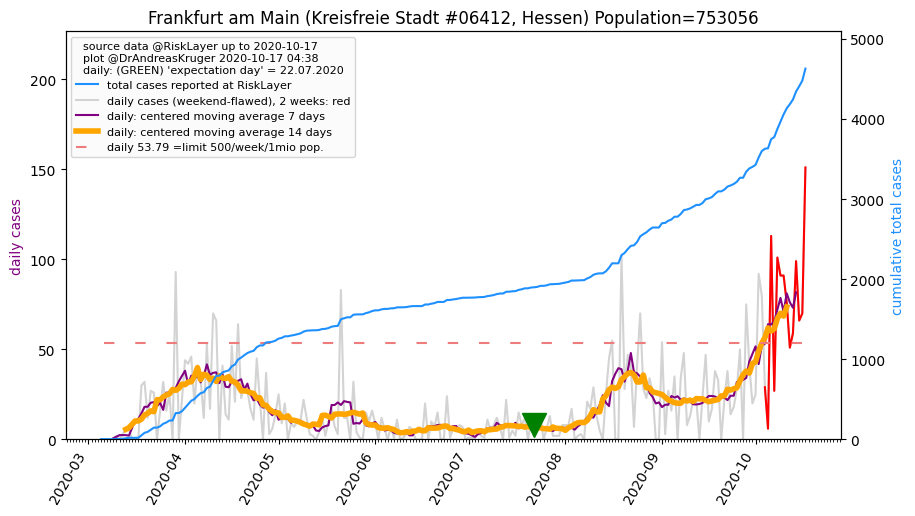 Frankfurt am Main (Kreisfreie Stadt #06412, Hessen) Population=753056
source data @RiskLayer up to 2020-10-17
plot @DrAndreasKruger 2020-10-17 04:38
daily: (GREEN) 'expectation day' = 22.07.2020
total cases reported at RiskLayer
daily cases (weekend-flawed), 2 weeks: red
daily: centered moving average 7 days
daily: centered moving average 14 days
daily 53.79 =limit 500/week/1mio pop.
daily cases
200
150
100
50
0
cumulative total cases
5000
4000
3000
2000
1000
0
2020-03
2020-04
2020-05
2020-06
2020-07
2020-08
2020-09
2020-10